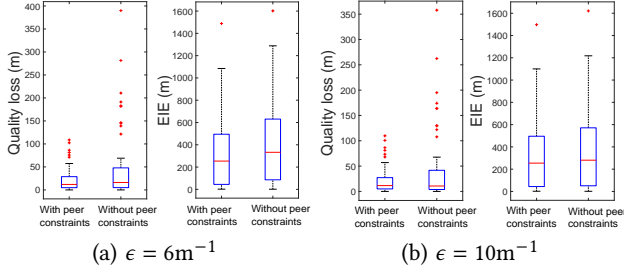 Quality loss (m)
400
350
300
250
200
150
100
50
0
With peer constraints
Without peer constraints
EIE (m)
1600
1400
1200
1000
800
600
400
200
0
With peer constraints
Without peer constraints
(a) ϵ = 6m⁻¹
Quality loss (m)
350
300
250
200
150
100
50
0
With peer constraints
Without peer constraints
EIE (m)
1600
1400
1200
1000
800
600
400
200
0
With peer constraints
Without peer constraints
(b) ϵ = 10m⁻¹